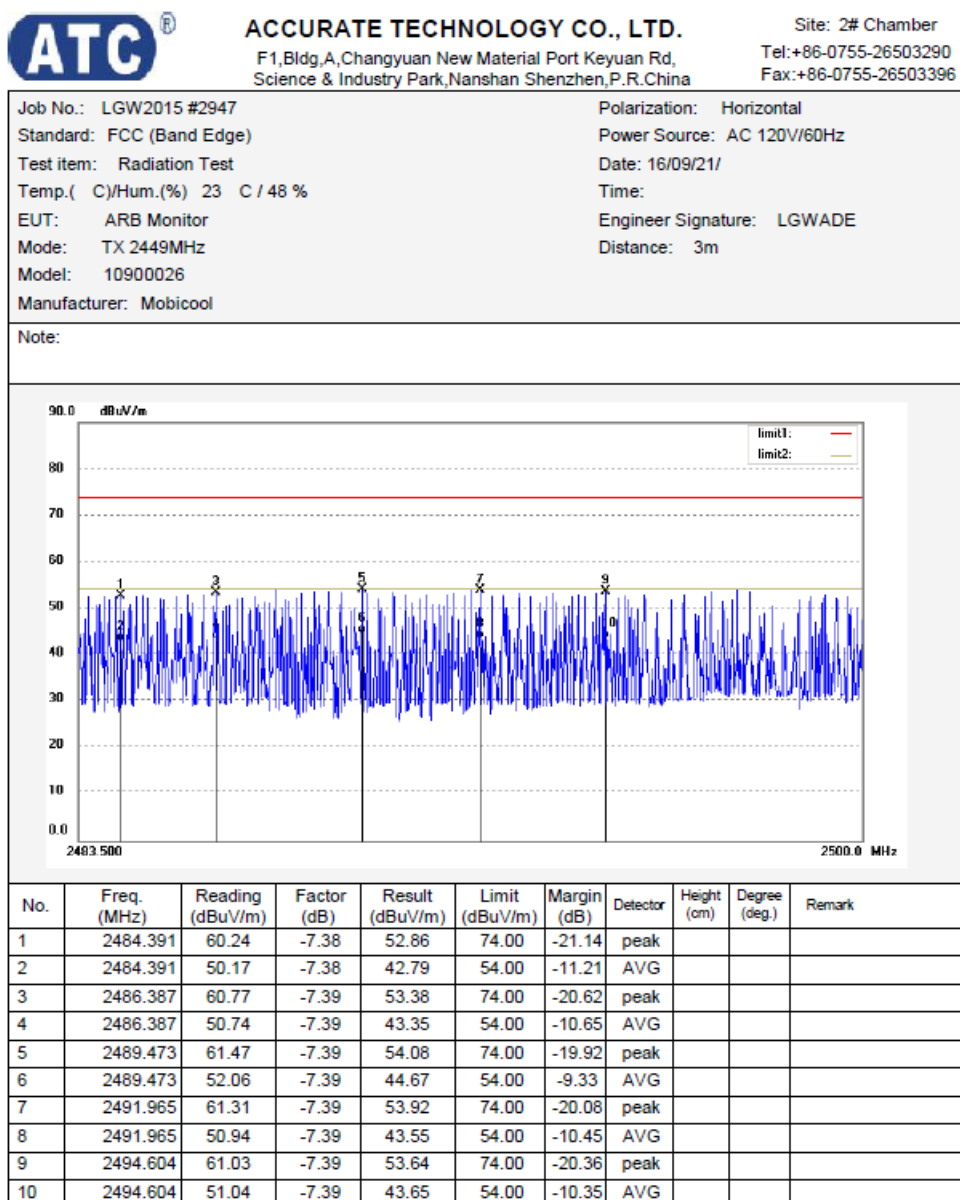 ATC®
ACCURATE TECHNOLOGY CO., LTD.
F1,Bldg,A,Changyuan New Material Port Keyuan Rd,
Science & Industry Park,Nanshan Shenzhen,P.R.China
Site: 2# Chamber
Tel:+86-0755-26503290
Fax:+86-0755-26503396
Job No.: LGW2015 #2947
Polarization: Horizontal
Standard: FCC (Band Edge)
Power Source: AC 120V/60Hz
Test item: Radiation Test
Date: 16/09/21/
Temp.( C)/Hum.(%) 23 C / 48 %
Time:
EUT: ARB Monitor
Engineer Signature: LGWADE
Mode: TX 2449MHz
Distance: 3m
Model: 10900026
Manufacturer: Mobicool
Note:
90.0 dBuV/m
limit1:
limit2:
80
70
60
50
40
30
20
10
0.0
1 3 5 7 9
2483.500 2500.0 MHz
No. Freq. (MHz) Reading (dBuV/m) Factor (dB) Result (dBuV/m) Limit (dBuV/m) Margin (dB) Detector Height (cm) Degree (deg.) Remark
1 2484.391 60.24 -7.38 52.86 74.00 -21.14 peak
2 2484.391 50.17 -7.38 42.79 54.00 -11.21 AVG
3 2486.387 60.77 -7.39 53.38 74.00 -20.62 peak
4 2486.387 50.74 -7.39 43.35 54.00 -10.65 AVG
5 2489.473 61.47 -7.39 54.08 74.00 -19.92 peak
6 2489.473 52.06 -7.39 44.67 54.00 -9.33 AVG
7 2491.965 61.31 -7.39 53.92 74.00 -20.08 peak
8 2491.965 50.94 -7.39 43.55 54.00 -10.45 AVG
9 2494.604 61.03 -7.39 53.64 74.00 -20.36 peak
10 2494.604 51.04 -7.39 43.65 54.00 -10.35 AVG